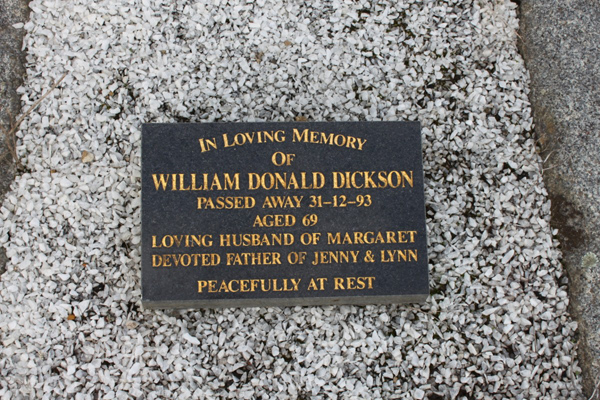 IN LOVING MEMORY
OF
WILLIAM DONALD DICKSON
PASSED AWAY 31-12-93
AGED 69
LOVING HUSBAND OF MARGARET
DEVOTED FATHER OF JENNY & LYNN
PEACEFULLY AT REST